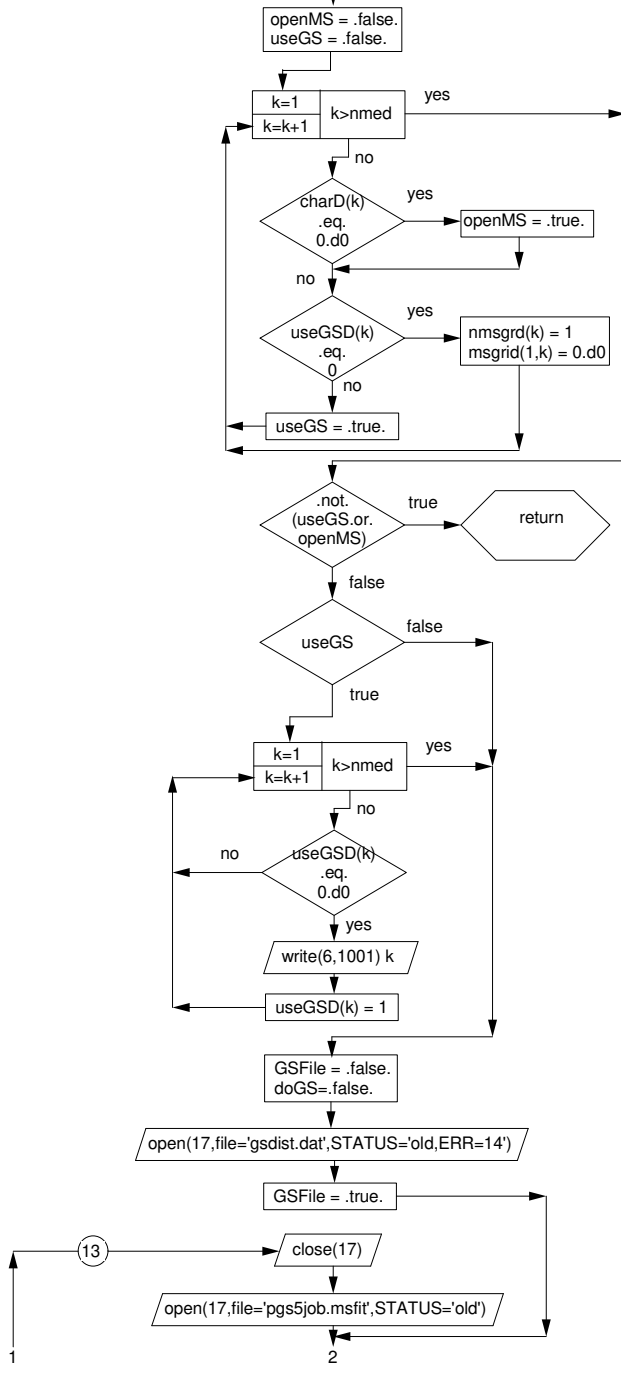 openMS = .false.
useGS = .false.
k=1
k=k+1
k>nmed
yes
no
charD(k)
.eq.
0.d0
yes
openMS = .true.
no
useGSD(k)
.eq.
0
yes
nmsgrd(k) = 1
msgrid(1,k) = 0.d0
no
useGS = .true.
.not.
(useGS.or.
openMS)
true
return
false
useGS
false
true
k=1
k=k+1
k>nmed
yes
no
useGSD(k)
.eq.
0.d0
no
yes
write(6,1001) k
useGSD(k) = 1
GSFile = .false.
doGS=.false.
open(17,file='gsdist.dat',STATUS='old,ERR=14')
GSFile = .true.
13
close(17)
open(17,file='pgs5job.msfit',STATUS='old')
1
2